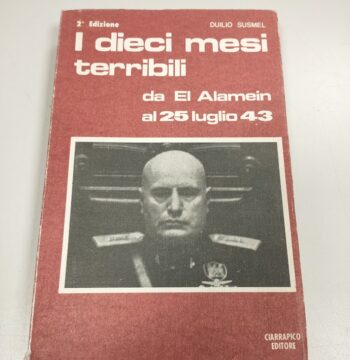 2ª Edizione
DUILIO SUSMEL
I dieci mesi
terribili
da El Alamein
al 25 luglio 43
CIARRAPICO
EDITORE